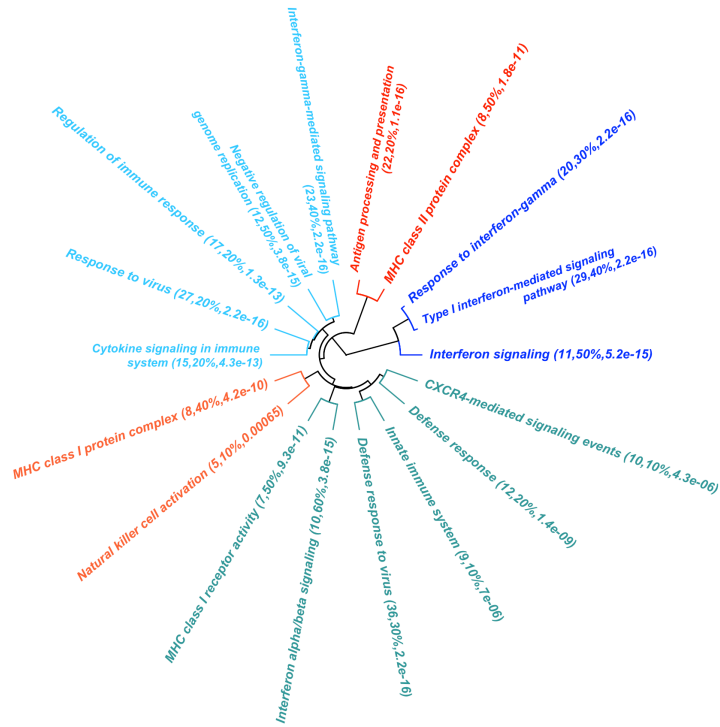 Interferon-gamma-mediated signaling pathway
(23,40%,2.2e-16)
Negative regulation of viral
genome replication (12,50%,3.8e-15)
Regulation of immune response (17,20%,1.3e-13)
Response to virus (27,20%,2.2e-16)
Cytokine signaling in immune
system (15,20%,4.3e-13)
MHC class I protein complex (8,40%,4.2e-10)
Natural killer cell activation (5,10%,0.00065)
MHC class I receptor activity (7,50%,9.3e-11)
Interferon alpha/beta signaling (10,60%,3.8e-15)
Defense response to virus (36,30%,2.2e-16)
Innate immune system (9,10%,7e-06)
Defense response (12,20%,1.4e-09)
CXCR4-mediated signaling events (10,10%,4.3e-06)
Interferon signaling (11,50%,5.2e-15)
Type I interferon-mediated signaling
pathway (29,40%,2.2e-16)
Response to interferon-gamma (20,30%,2.2e-16)
MHC class II protein complex (8,50%,1.8e-11)
Antigen processing and presentation
(22,20%,1.1e-16)